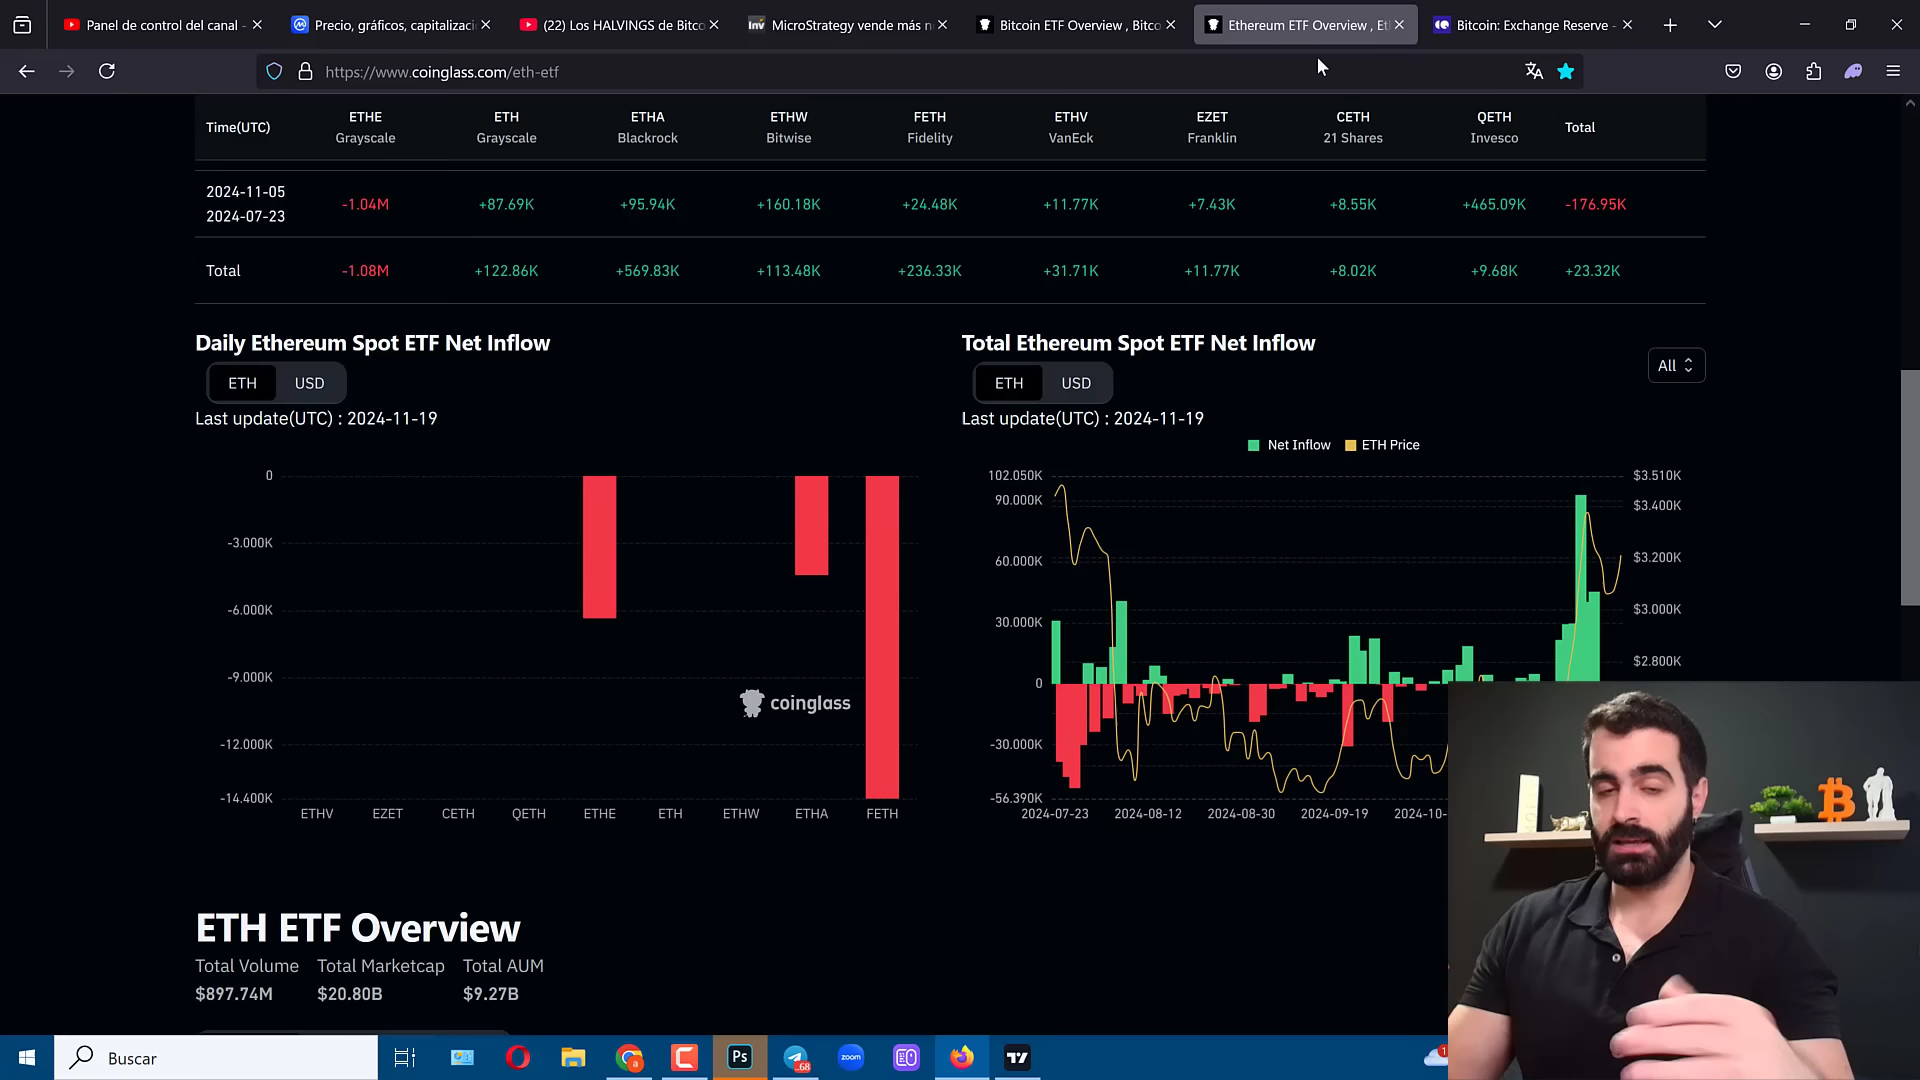 Panel de control del canal -
Precio, gráficos, capitalizaci
(22) Los HALVINGS de Bitco
MicroStrategy vende más n
Bitcoin ETF Overview , Bitco
Ethereum ETF Overview , Et
Bitcoin: Exchange Reserve -
https://www.coinglass.com/eth-etf
Time(UTC)
ETHE
Grayscale
ETH
Grayscale
ETHA
Blackrock
ETHW
Bitwise
FETH
Fidelity
ETHV
VanEck
EZET
Franklin
CETH
21 Shares
QETH
Invesco
Total
2024-11-05
2024-07-23
-1.04M
+87.69K
+95.94K
+160.18K
+24.48K
+11.77K
+7.43K
+8.55K
+465.09K
-176.95K
Total
-1.08M
+122.86K
+569.83K
+113.48K
+236.33K
+31.71K
+11.77K
+8.02K
+9.68K
+23.32K
Daily Ethereum Spot ETF Net Inflow
ETH USD
Last update(UTC) : 2024-11-19
0
-3.000K
-6.000K
-9.000K
-12.000K
-14.400K
coinglass
ETHV EZET CETH QETH ETHE ETH ETHW ETHA FETH
Total Ethereum Spot ETF Net Inflow
All
ETH USD
Last update(UTC) : 2024-11-19
Net Inflow ETH Price
102.050K
90.000K
60.000K
30.000K
0
-30.000K
-56.390K
$3.510K
$3.400K
$3.200K
$3.000K
$2.800K
2024-07-23 2024-08-12 2024-08-30 2024-09-19 2024-10-
ETH ETF Overview
Total Volume
$897.74M
Total Marketcap
$20.80B
Total AUM
$9.27B
Buscar
Ps
68
zoom
1